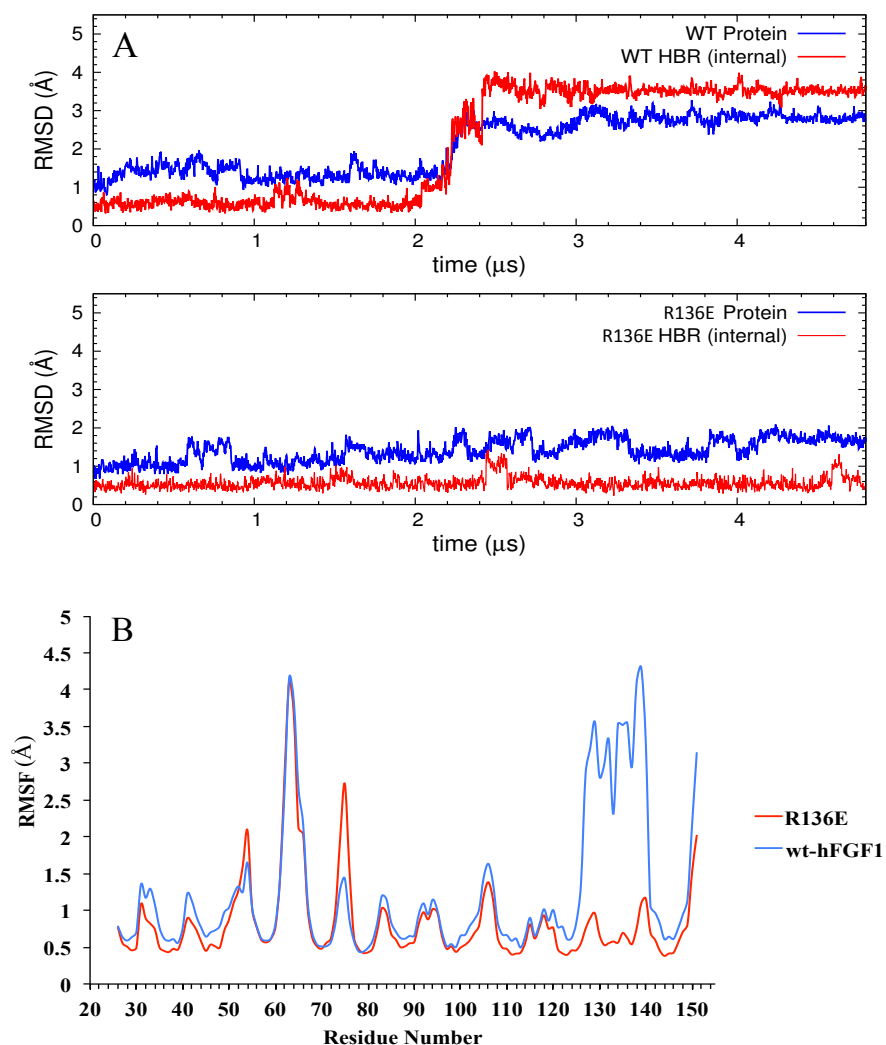 A
WT Protein
WT HBR (internal)
RMSD (Å)
5
4
3
2
1
0
0 1 2 3 4
time (μs)
R136E Protein
R136E HBR (internal)
RMSD (Å)
5
4
3
2
1
0
0 1 2 3 4
time (μs)
B
RMSF (Å)
5
4.5
4
3.5
3
2.5
2
1.5
1
0.5
0
20 30 40 50 60 70 80 90 100 110 120 130 140 150
Residue Number
R136E
wt-hFGF1